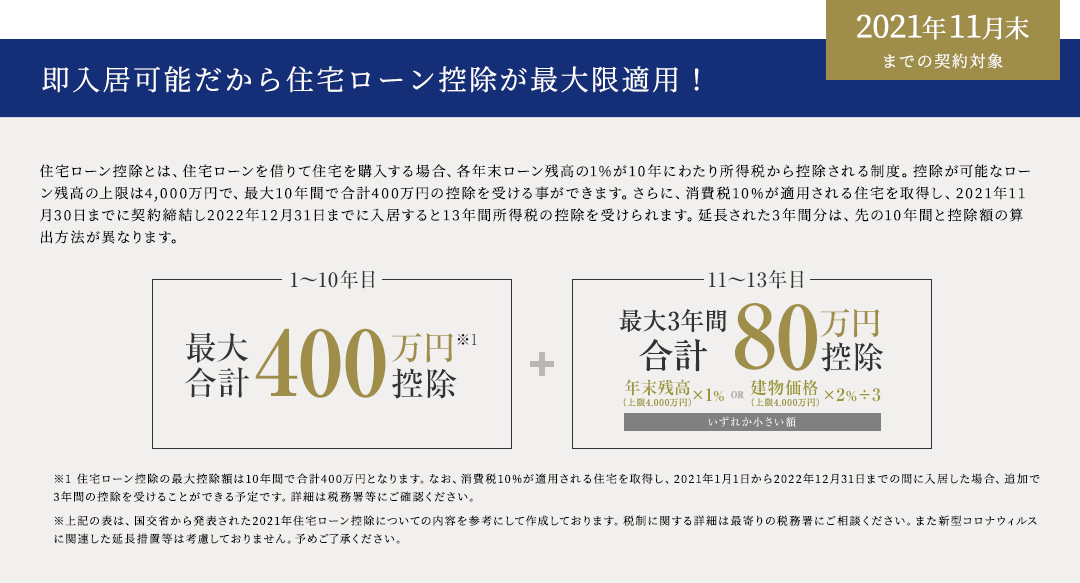 2021年11月末
までの契約対象
即入居可能だから住宅ローン控除が最大限適用！
住宅ローン控除とは、住宅ローンを借りて住宅を購入する場合、各年末ローン残高の1%が10年にわたり所得税から控除される制度。控除が可能なロー
ン残高の上限は4,000万円で、最大10年間で合計400万円の控除を受ける事ができます。さらに、消費税10%が適用される住宅を取得し、2021年11
月30日までに契約締結し2022年12月31日までに入居すると13年間所得税の控除を受けられます。延長された3年間分は、先の10年間と控除額の算
出方法が異なります。
1～10年目
最大
合計
400
万円※1
控除
+
11～13年目
最大3年間
合計
80
万円
控除
年末残高
（上限4,000万円）
×1%
OR
建物価格
（上限4,000万円）
×2%÷3
いずれか小さい額
※1 住宅ローン控除の最大控除額は10年間で合計400万円となります。なお、消費税10%が適用される住宅を取得し、2021年1月1日から2022年12月31日までの間に入居した場合、追加で
3年間の控除を受けることができる予定です。詳細は税務署等にご確認ください。
※上記の表は、国交省から発表された2021年住宅ローン控除についての内容を参考にして作成しております。税制に関する詳細は最寄りの税務署にご相談ください。また新型コロナウィルス
に関連した延長措置等は考慮しておりません。予めご了承ください。